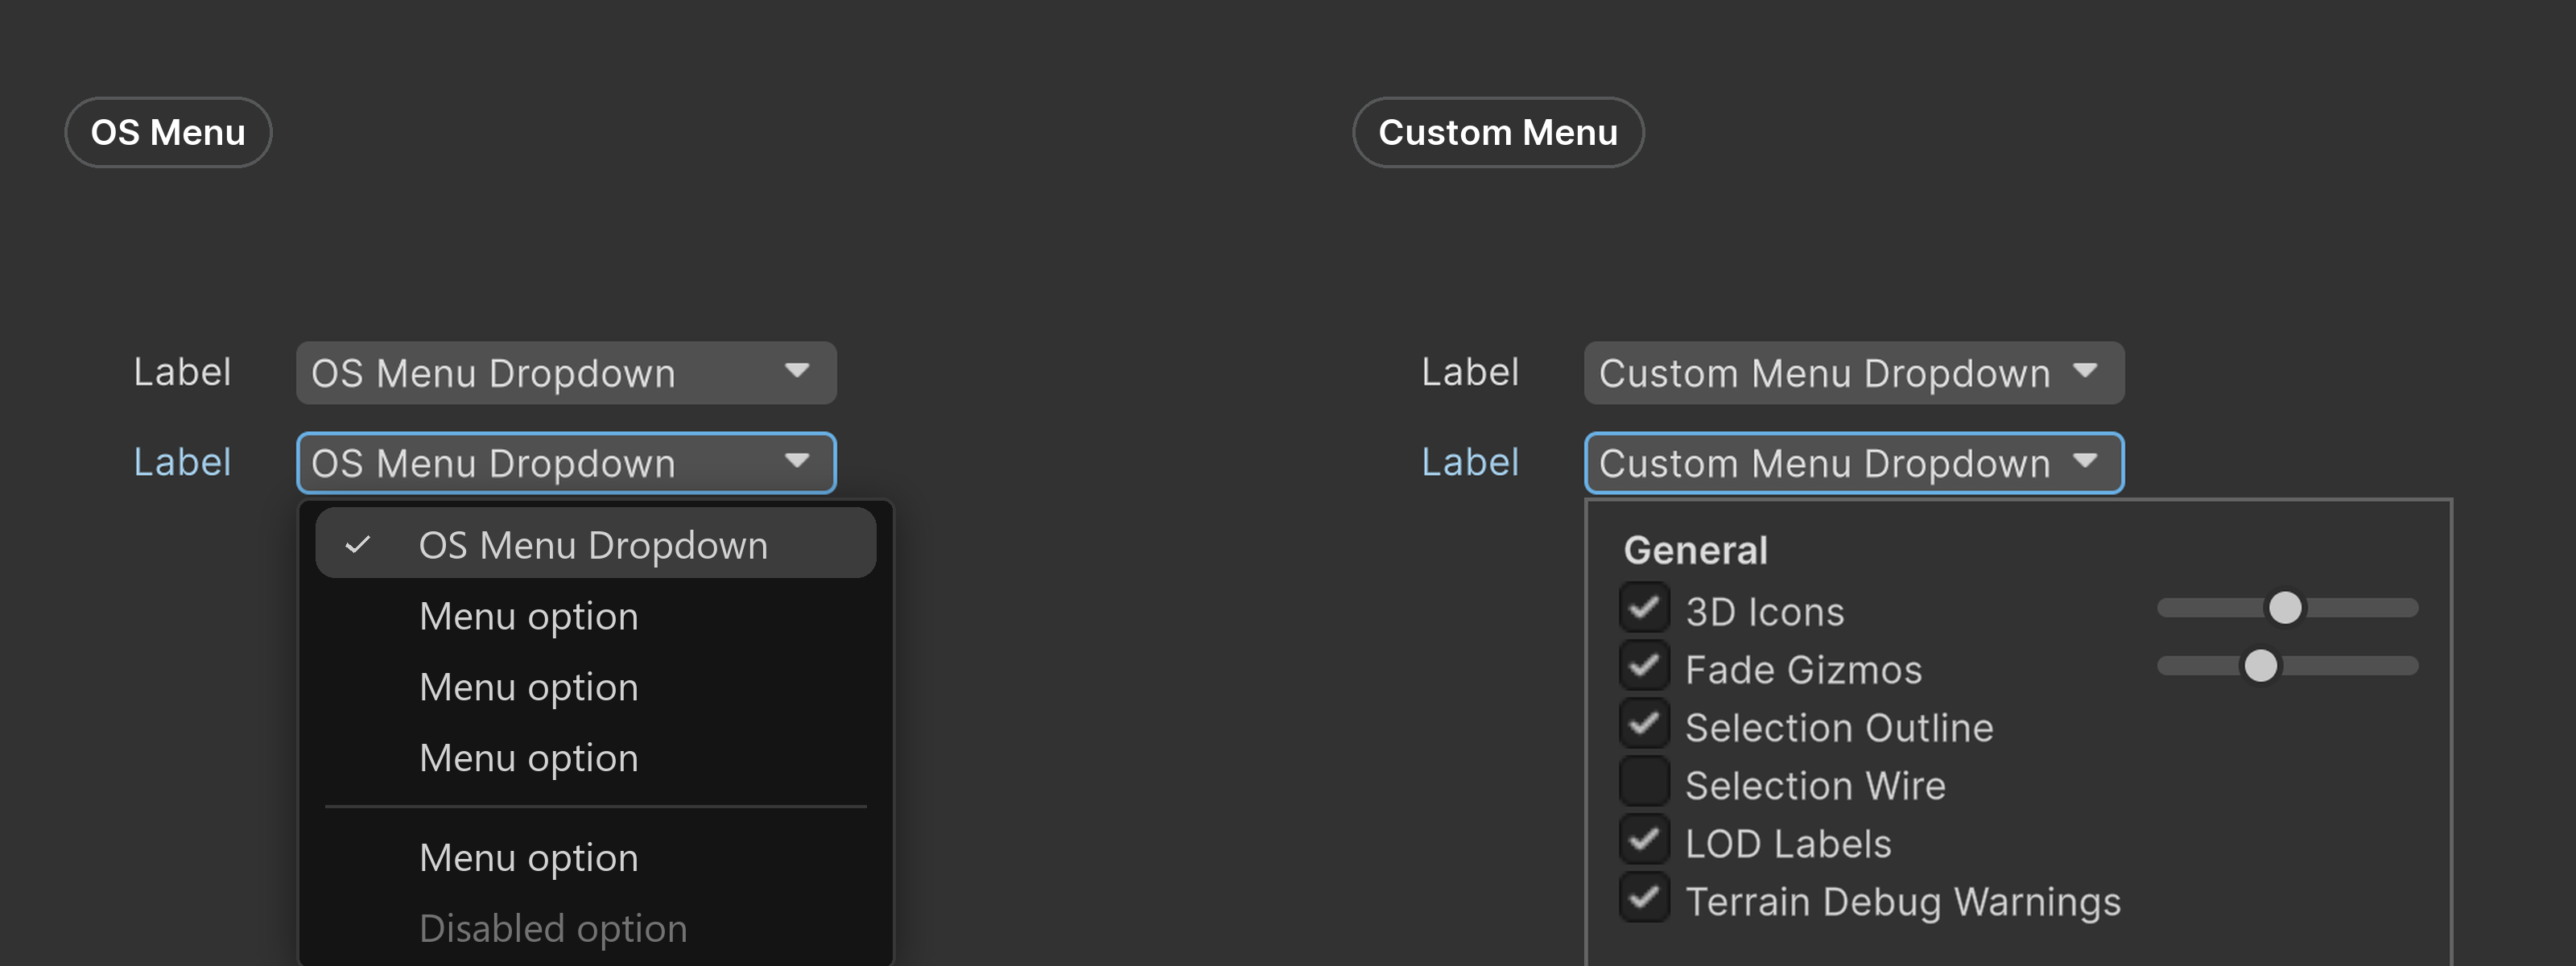 OS Menu
Label
OS Menu Dropdown
Label
OS Menu Dropdown
OS Menu Dropdown
Menu option
Menu option
Menu option
Menu option
Disabled option
Custom Menu
Label
Custom Menu Dropdown
Label
Custom Menu Dropdown
General
3D Icons
Fade Gizmos
Selection Outline
Selection Wire
LOD Labels
Terrain Debug Warnings